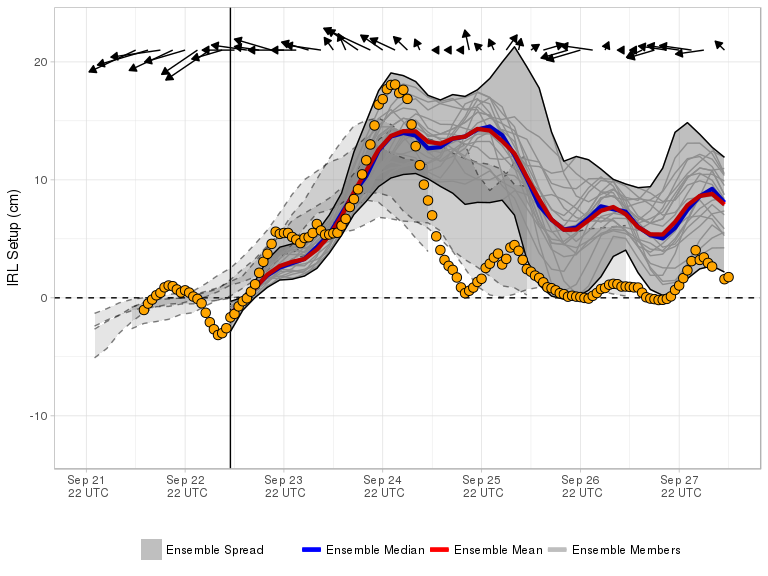 IRL Setup (cm)
20
10
0
-10
Sep 21 Sep 22 Sep 23 Sep 24 Sep 25 Sep 26 Sep 27
22 UTC 22 UTC 22 UTC 22 UTC 22 UTC 22 UTC 22 UTC
Ensemble Spread Ensemble Median Ensemble Mean Ensemble Members